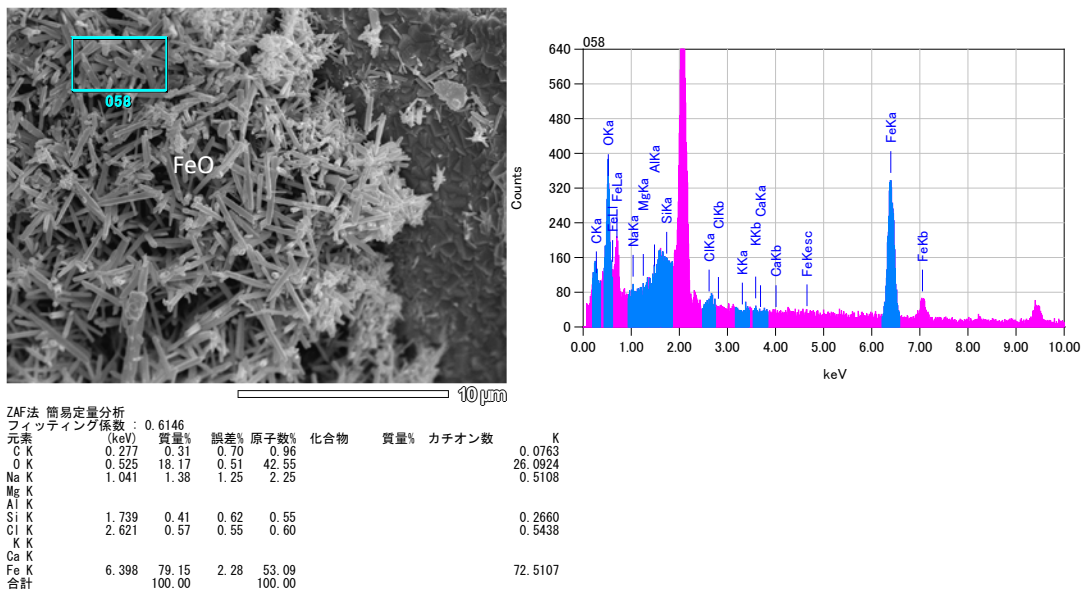 058
FeO
10μm
058
640
560
480
400
320
240
160
80
0
Counts
CKa
OKa
FeLl
FeLa
NaKa
MgKa
AlKa
SiKa
ClKa
ClKb
KKa
KKb
CaKa
CaKb
FeKesc
FeKa
FeKb
0.00 1.00 2.00 3.00 4.00 5.00 6.00 7.00 8.00 9.00 10.00
keV
ZAF法 簡易定量分析
フィッティング係数 : 0.6146
元素 (keV) 質量% 誤差% 原子数% 化合物 質量% カチオン数 K
C K 0.277 0.31 0.70 0.96 0.0763
O K 0.525 18.17 0.51 42.55 26.0924
Na K 1.041 1.38 1.25 2.25 0.5108
Mg K
Al K
Si K 1.739 0.41 0.62 0.55 0.2660
Cl K 2.621 0.57 0.55 0.60 0.5438
K K
Ca K
Fe K 6.398 79.15 2.28 53.09 72.5107
合計 100.00 100.00